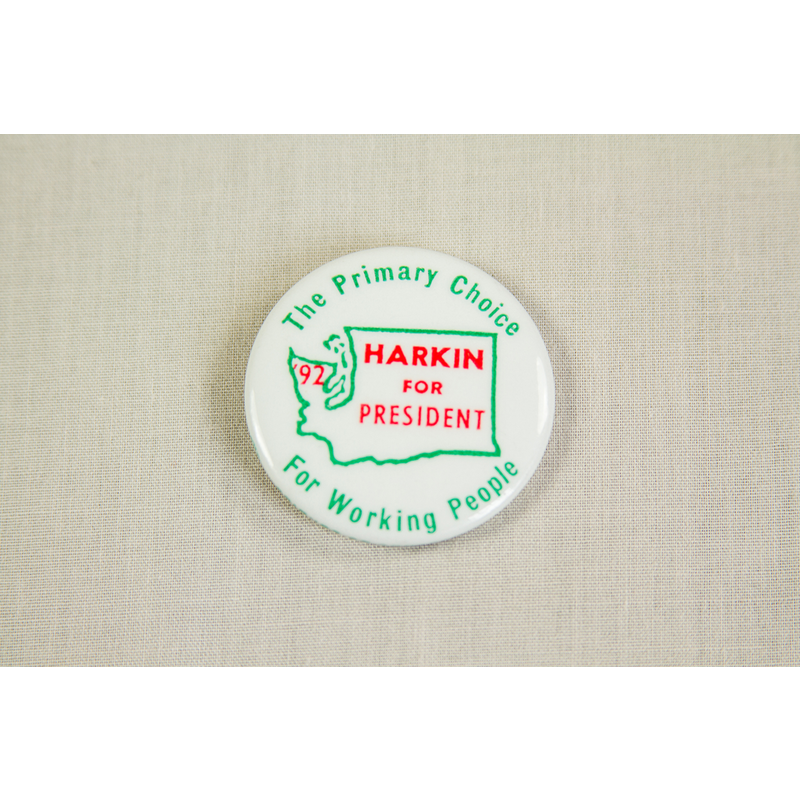 The Primary Choice
'92
HARKIN
FOR
PRESIDENT
For Working People